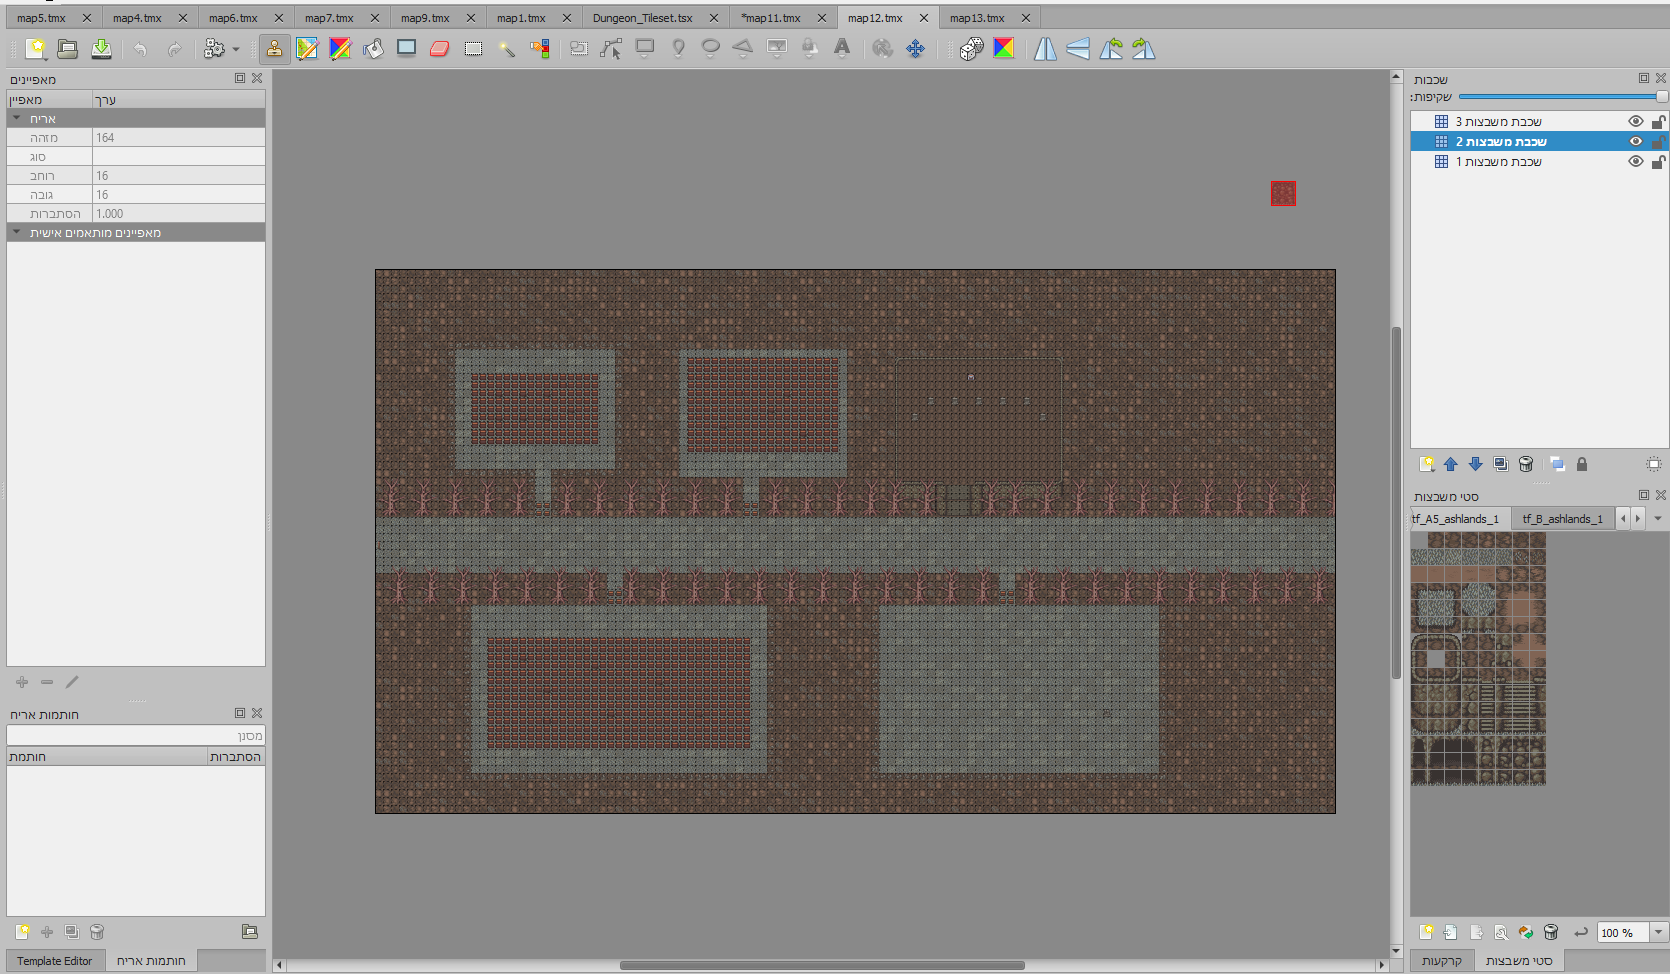 map5.tmx map4.tmx map6.tmx map7.tmx map9.tmx map1.tmx Dungeon_Tileset.tsx *map11.tmx map12.tmx map13.tmx
מאפיינים
מאפיין ערך
אריח
מזהה 164
סוג
רוחב 16
גובה 16
הסתברות 1.000
מאפיינים מותאמים אישית
חותמות אריח
מסנן
חותמת הסתברות
Template Editor חותמות אריח
שכבות
שקיפות:
שכבת משבצות 3
שכבת משבצות 2
שכבת משבצות 1
סטי משבצות
tf_A5_ashlands_1 tf_B_ashlands_1
100 %
קרקעות סטי משבצות